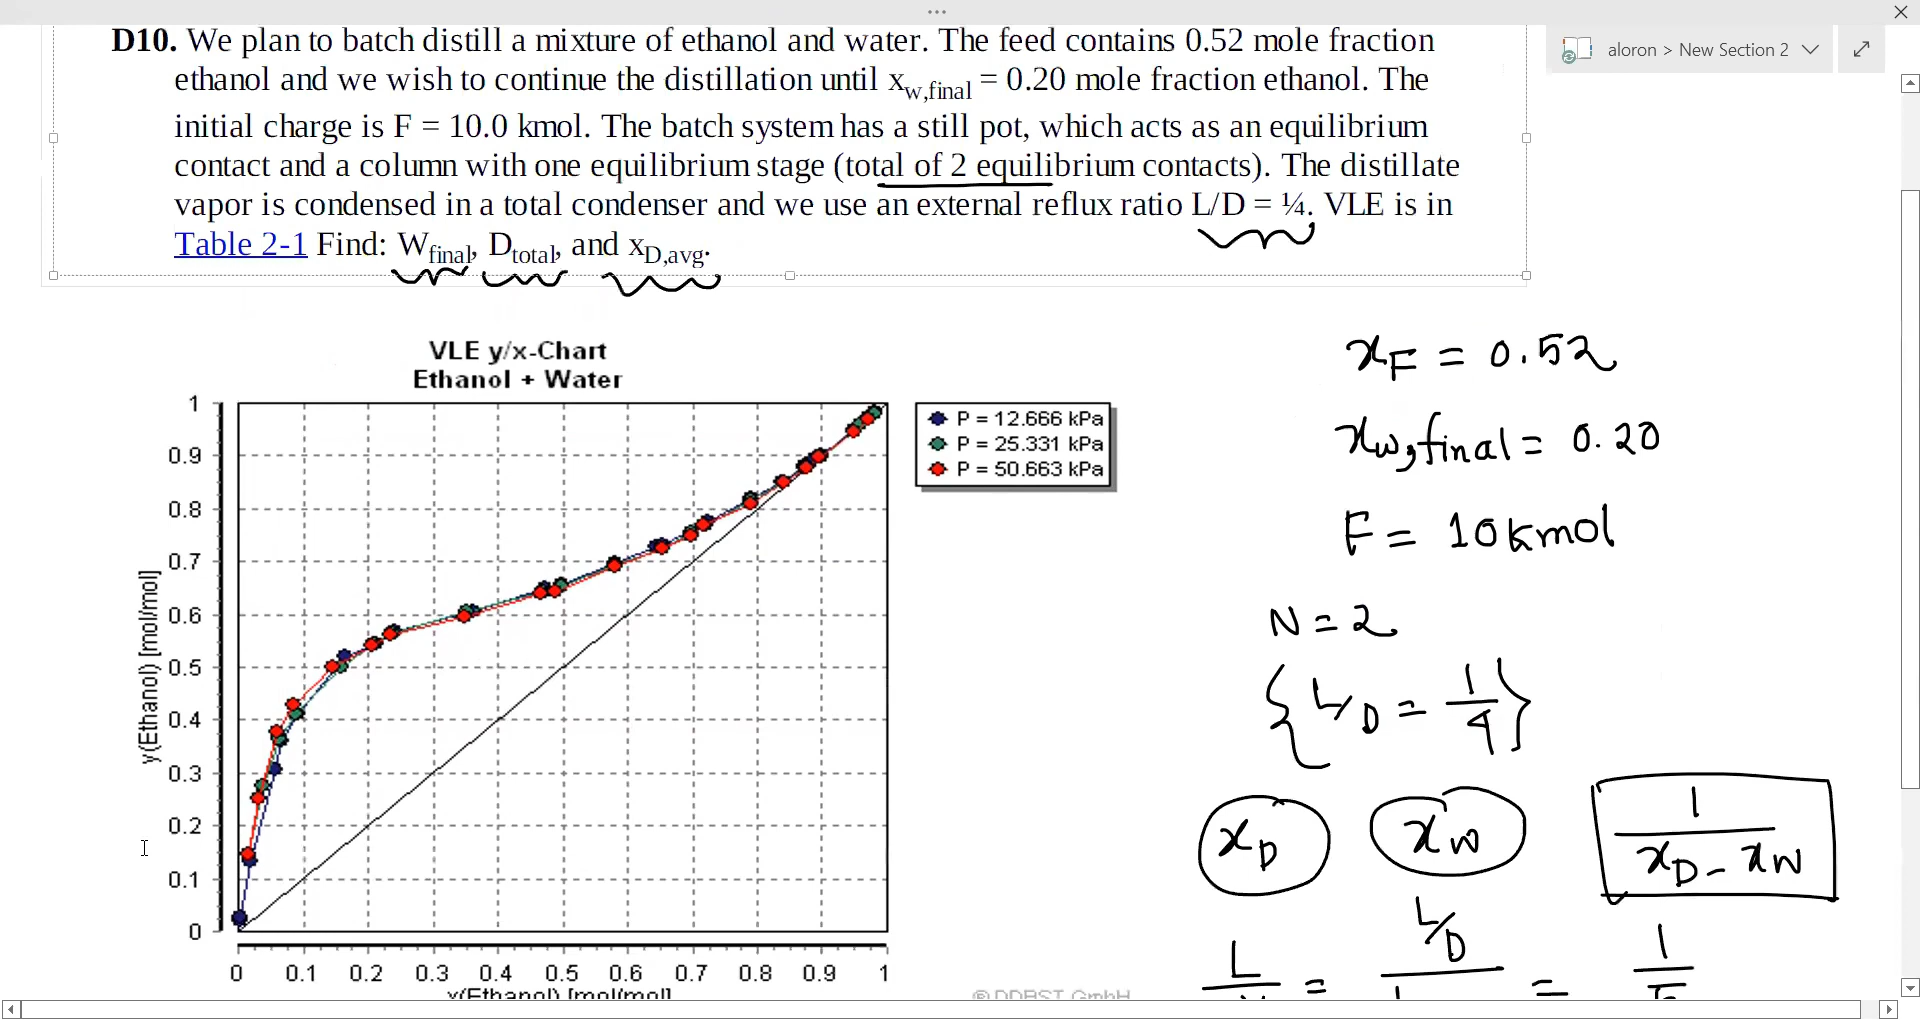 D10. We plan to batch distill a mixture of ethanol and water. The feed contains 0.52 mole fraction
ethanol and we wish to continue the distillation until xw,final = 0.20 mole fraction ethanol. The
initial charge is F = 10.0 kmol. The batch system has a still pot, which acts as an equilibrium
contact and a column with one equilibrium stage (total of 2 equilibrium contacts). The distillate
vapor is condensed in a total condenser and we use an external reflux ratio L/D = ¼. VLE is in
Table 2-1 Find: Wfinal, Dtotal, and xD,avg.
aloron > New Section 2
VLE y/x-Chart
Ethanol + Water
P = 12.666 kPa
P = 25.331 kPa
P = 50.663 kPa
1
0.9
0.8
0.7
0.6
0.5
0.4
0.3
0.2
0.1
0
y(Ethanol) [mol/mol]
0 0.1 0.2 0.3 0.4 0.5 0.6 0.7 0.8 0.9 1
x(Ethanol) [mol/mol]
© DDBST GmbH
xF = 0.52
xw,final = 0.20
F = 10 kmol
N = 2
{L/D = 1/4}
xD xW 1/(xD - xW)
L/D
L = = 1